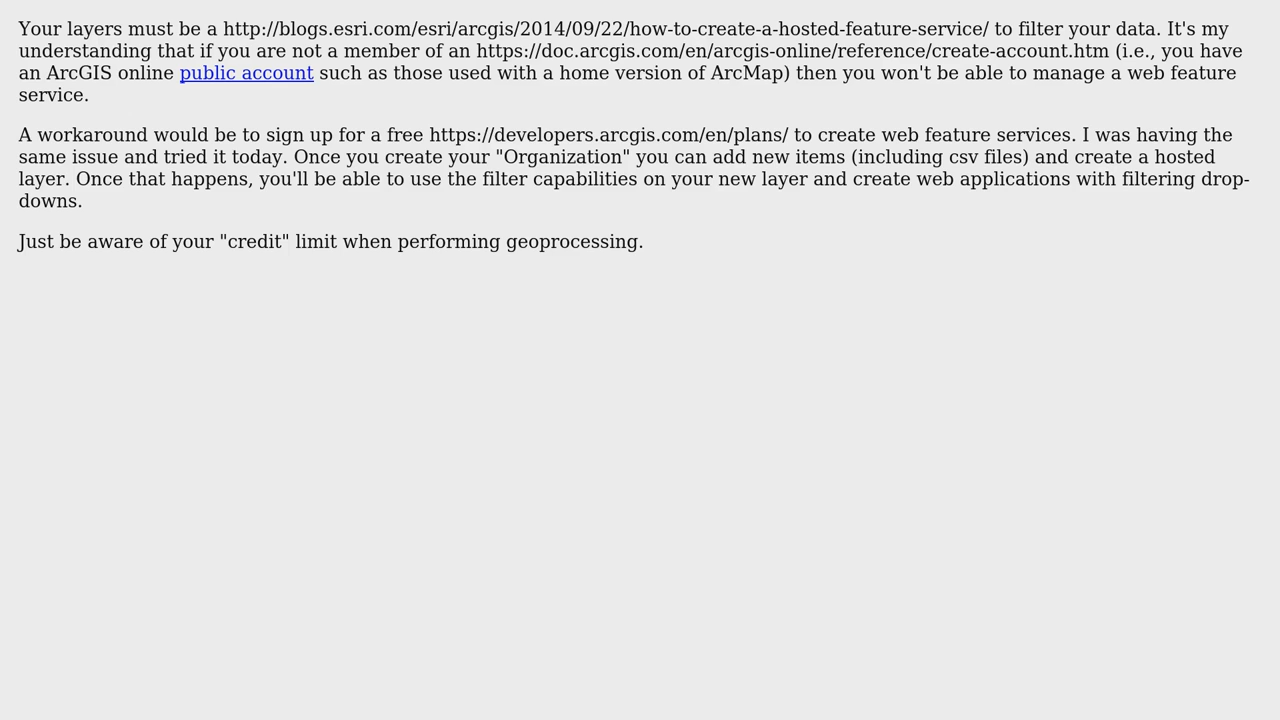 Your layers must be a http://blogs.esri.com/esri/arcgis/2014/09/22/how-to-create-a-hosted-feature-service/ to filter your data. It's my
understanding that if you are not a member of an https://doc.arcgis.com/en/arcgis-online/reference/create-account.htm (i.e., you have
an ArcGIS online public account such as those used with a home version of ArcMap) then you won't be able to manage a web feature
service.
A workaround would be to sign up for a free https://developers.arcgis.com/en/plans/ to create web feature services. I was having the
same issue and tried it today. Once you create your "Organization" you can add new items (including csv files) and create a hosted
layer. Once that happens, you'll be able to use the filter capabilities on your new layer and create web applications with filtering drop-
downs.
Just be aware of your "credit" limit when performing geoprocessing.